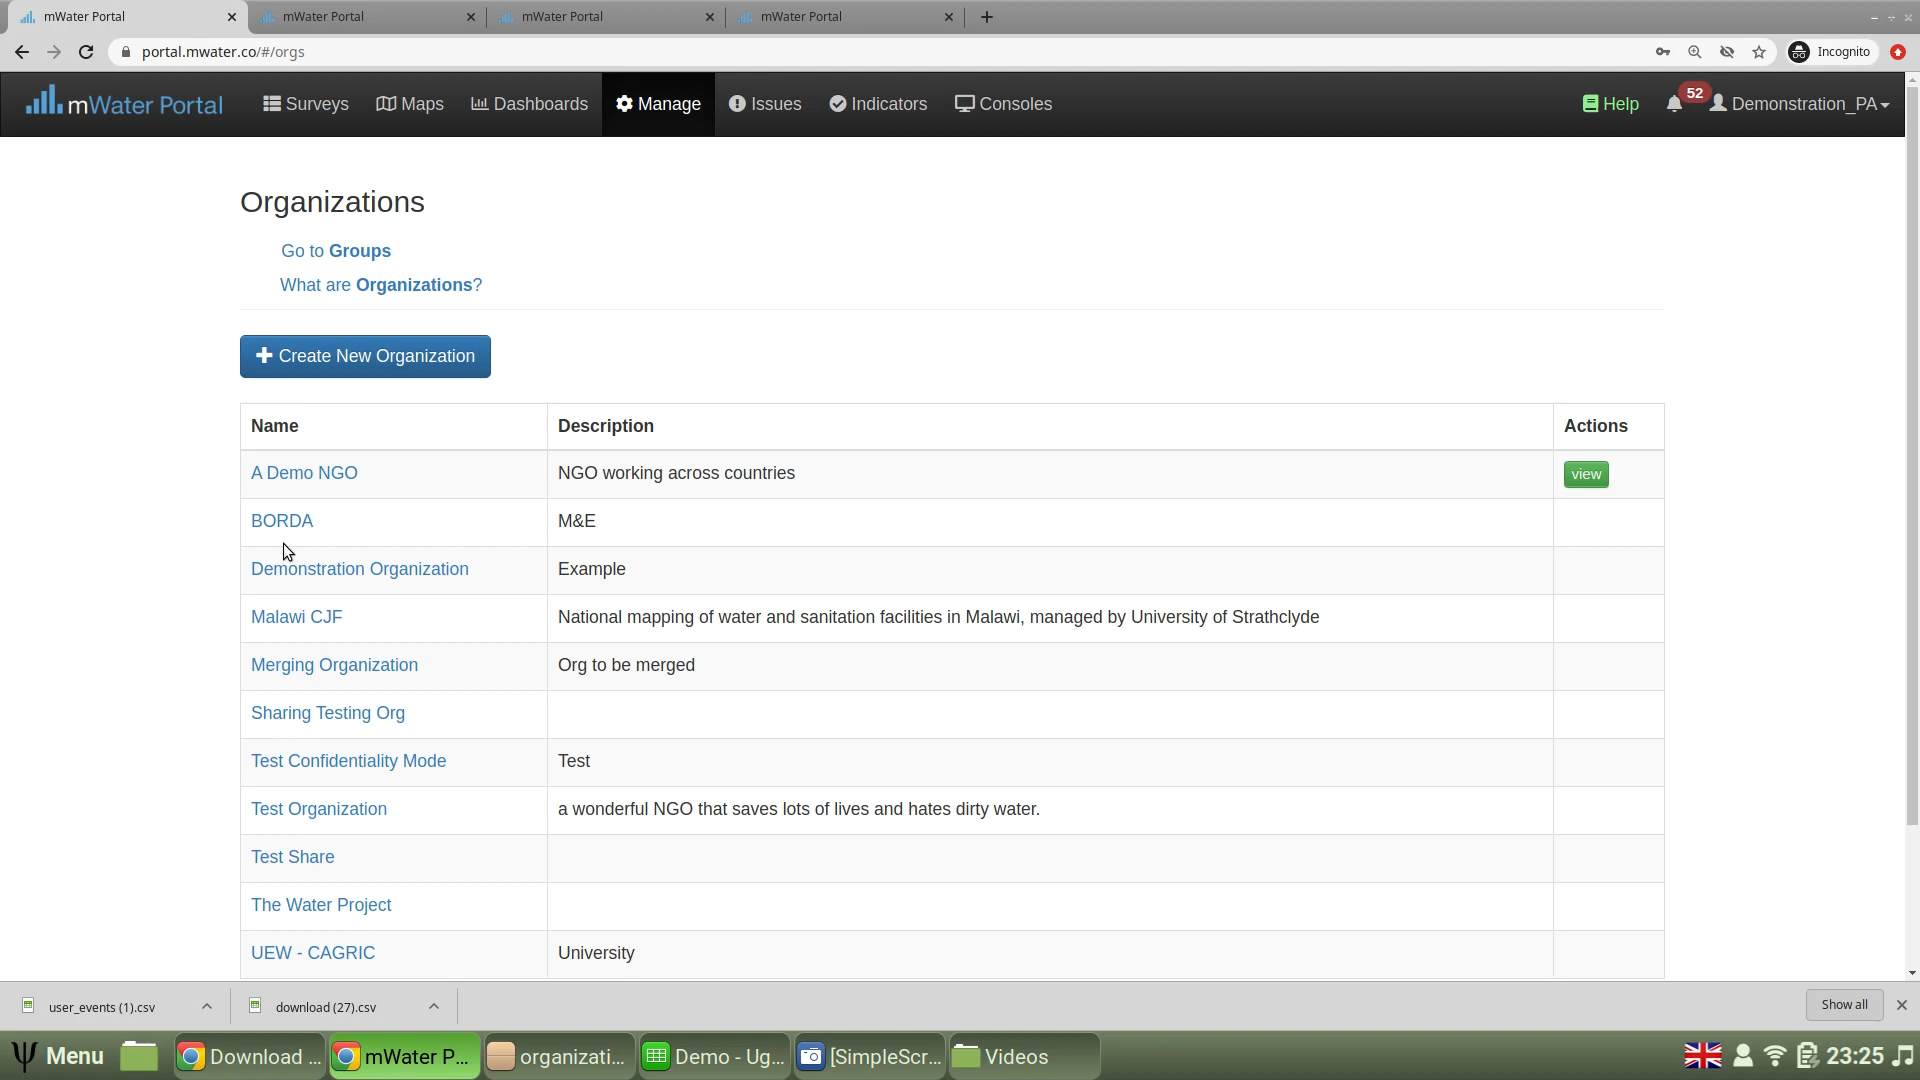 mWater Portal
mWater Portal
mWater Portal
mWater Portal
portal.mwater.co/#/orgs
Incognito
mWater Portal
Surveys
Maps
Dashboards
Manage
Issues
Indicators
Consoles
Help
52
Demonstration_PA
Organizations
Go to Groups
What are Organizations?
Create New Organization
Name Description Actions
A Demo NGO NGO working across countries view
BORDA M&E
Demonstration Organization Example
Malawi CJF National mapping of water and sanitation facilities in Malawi, managed by University of Strathclyde
Merging Organization Org to be merged
Sharing Testing Org
Test Confidentiality Mode Test
Test Organization a wonderful NGO that saves lots of lives and hates dirty water.
Test Share
The Water Project
UEW - CAGRIC University
user_events (1).csv
download (27).csv
Show all
Menu
Download ...
mWater P...
organizati...
Demo - Ug...
[SimpleScr...
Videos
23:25